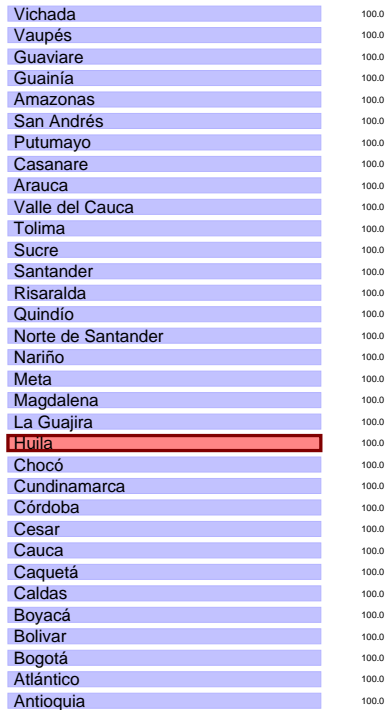 Vichada 100.0
Vaupés 100.0
Guaviare 100.0
Guainía 100.0
Amazonas 100.0
San Andrés 100.0
Putumayo 100.0
Casanare 100.0
Arauca 100.0
Valle del Cauca 100.0
Tolima 100.0
Sucre 100.0
Santander 100.0
Risaralda 100.0
Quindío 100.0
Norte de Santander 100.0
Nariño 100.0
Meta 100.0
Magdalena 100.0
La Guajira 100.0
Huila 100.0
Chocó 100.0
Cundinamarca 100.0
Córdoba 100.0
Cesar 100.0
Cauca 100.0
Caquetá 100.0
Caldas 100.0
Boyacá 100.0
Bolivar 100.0
Bogotá 100.0
Atlántico 100.0
Antioquia 100.0